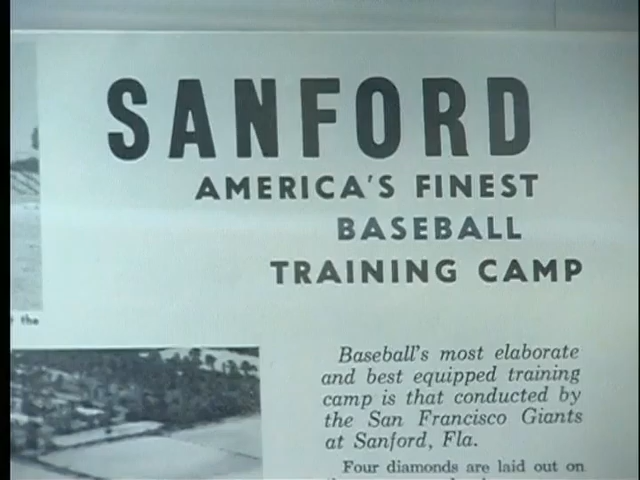 SANFORD
AMERICA'S FINEST
BASEBALL
TRAINING CAMP
the
Baseball's most elaborate
and best equipped training
camp is that conducted by
the San Francisco Giants
at Sanford, Fla.
Four diamonds are laid out on